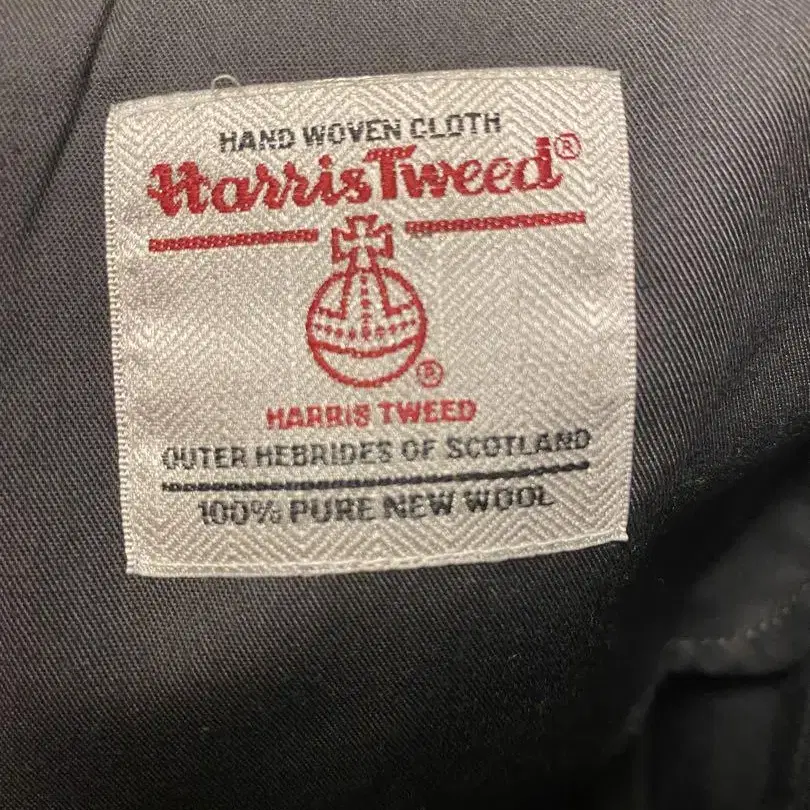 HAND WOVEN CLOTH
Harris Tweed®
®
HARRIS TWEED
OUTER HEBRIDES OF SCOTLAND
100% PURE NEW WOOL